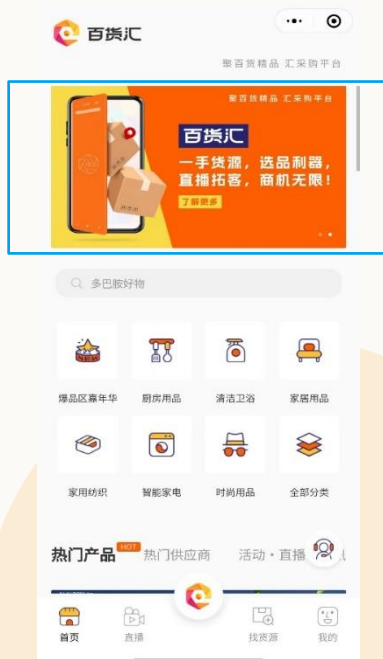 百货汇
聚百货精品 汇采购平台
聚百货精品 汇采购平台
百货汇
一手货源，选品利器，
直播拓客，商机无限！
了解更多
多巴胺好物
爆品区嘉年华 厨房用品 清洁卫浴 家居用品
家用纺织 智能家电 时尚用品 全部分类
热门产品 HOT 热门供应商 活动·直播
首页 直播 找货源 我的